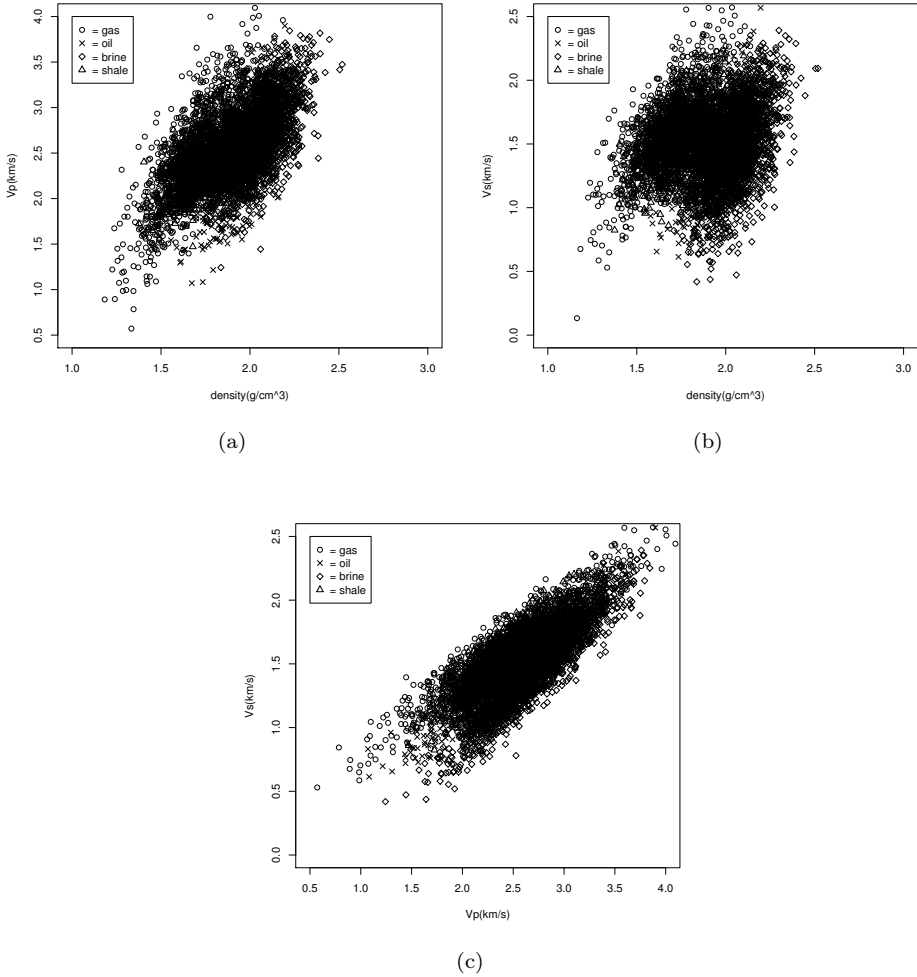 ○ = gas
× = oil
◇ = brine
△ = shale
Vp(km/s)
4.0
3.5
3.0
2.5
2.0
1.5
1.0
0.5
1.0 1.5 2.0 2.5 3.0
density(g/cm^3)
(a)
○ = gas
× = oil
◇ = brine
△ = shale
Vs(km/s)
2.5
2.0
1.5
1.0
0.5
0.0
1.0 1.5 2.0 2.5 3.0
density(g/cm^3)
(b)
○ = gas
× = oil
◇ = brine
△ = shale
Vs(km/s)
2.5
2.0
1.5
1.0
0.5
0.0
0.5 1.0 1.5 2.0 2.5 3.0 3.5 4.0
Vp(km/s)
(c)